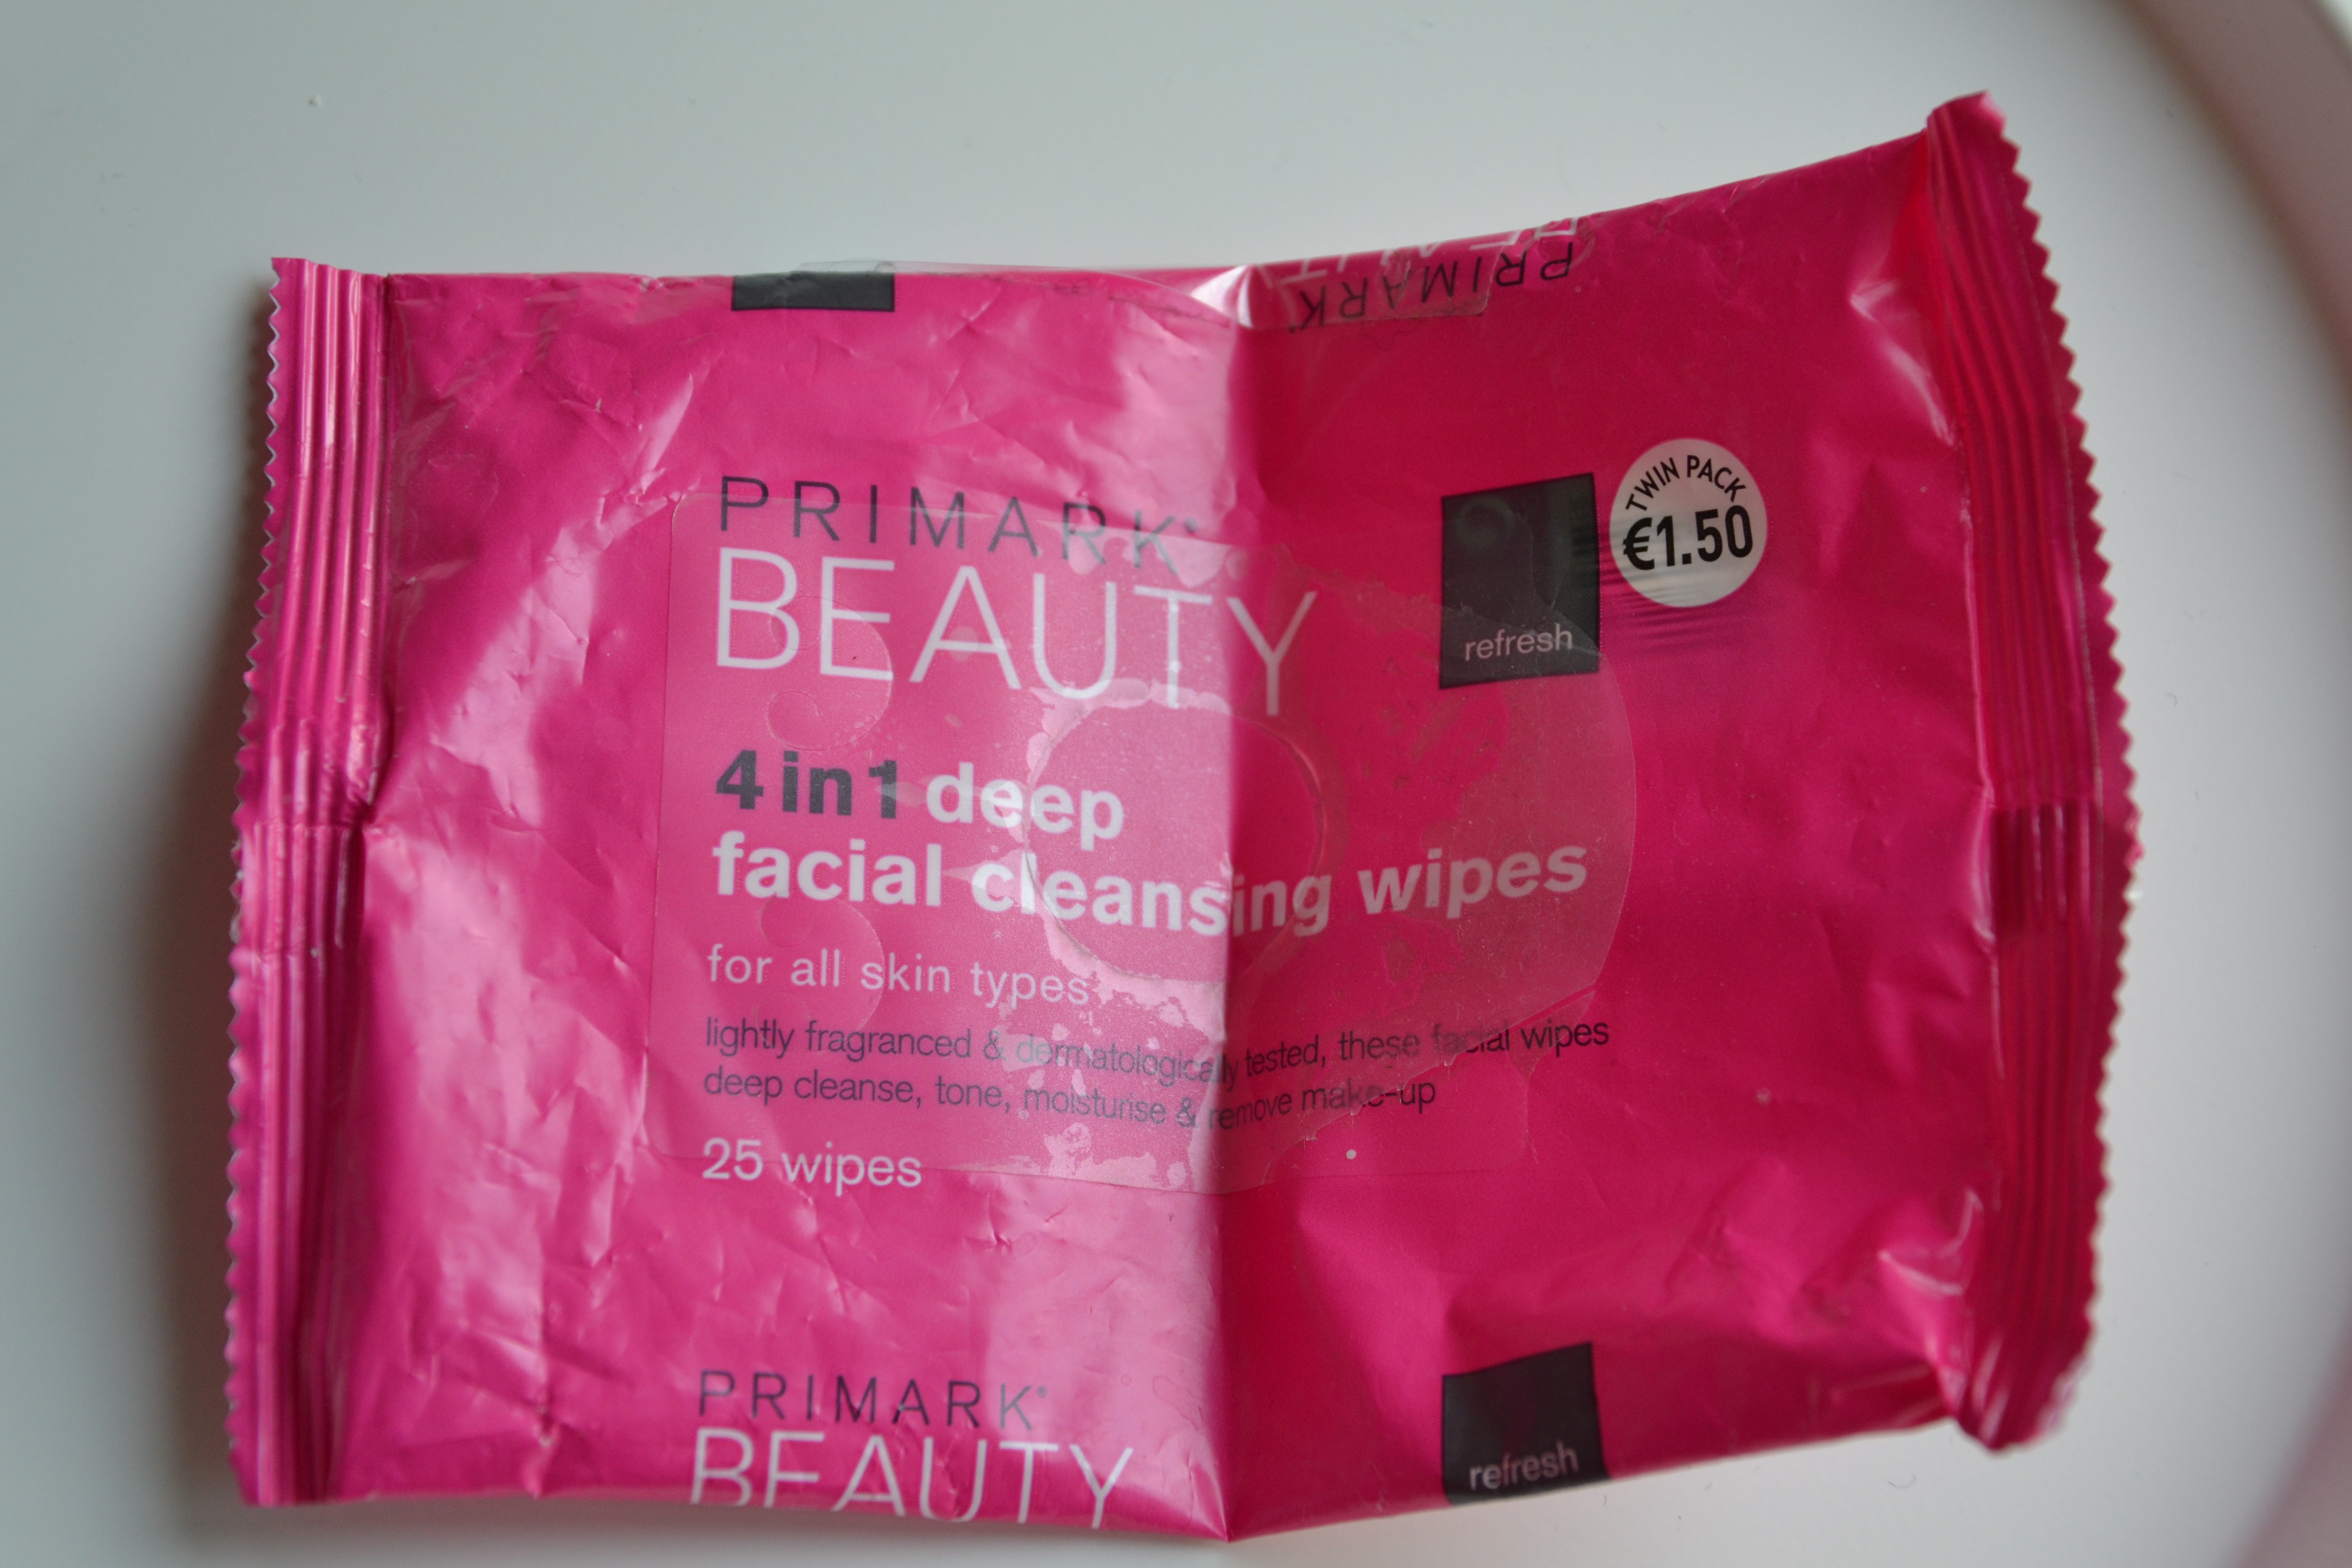 PRIMARK
BEAUTY
PRIMARK®
BEAUTY
refresh
TWIN PACK
€1.50
4 in 1 deep
facial cleansing wipes
for all skin types
lightly fragranced & dermatologically tested, these facial wipes
deep cleanse, tone, moisturise & remove make-up
25 wipes
PRIMARK®
BEAUTY
refresh